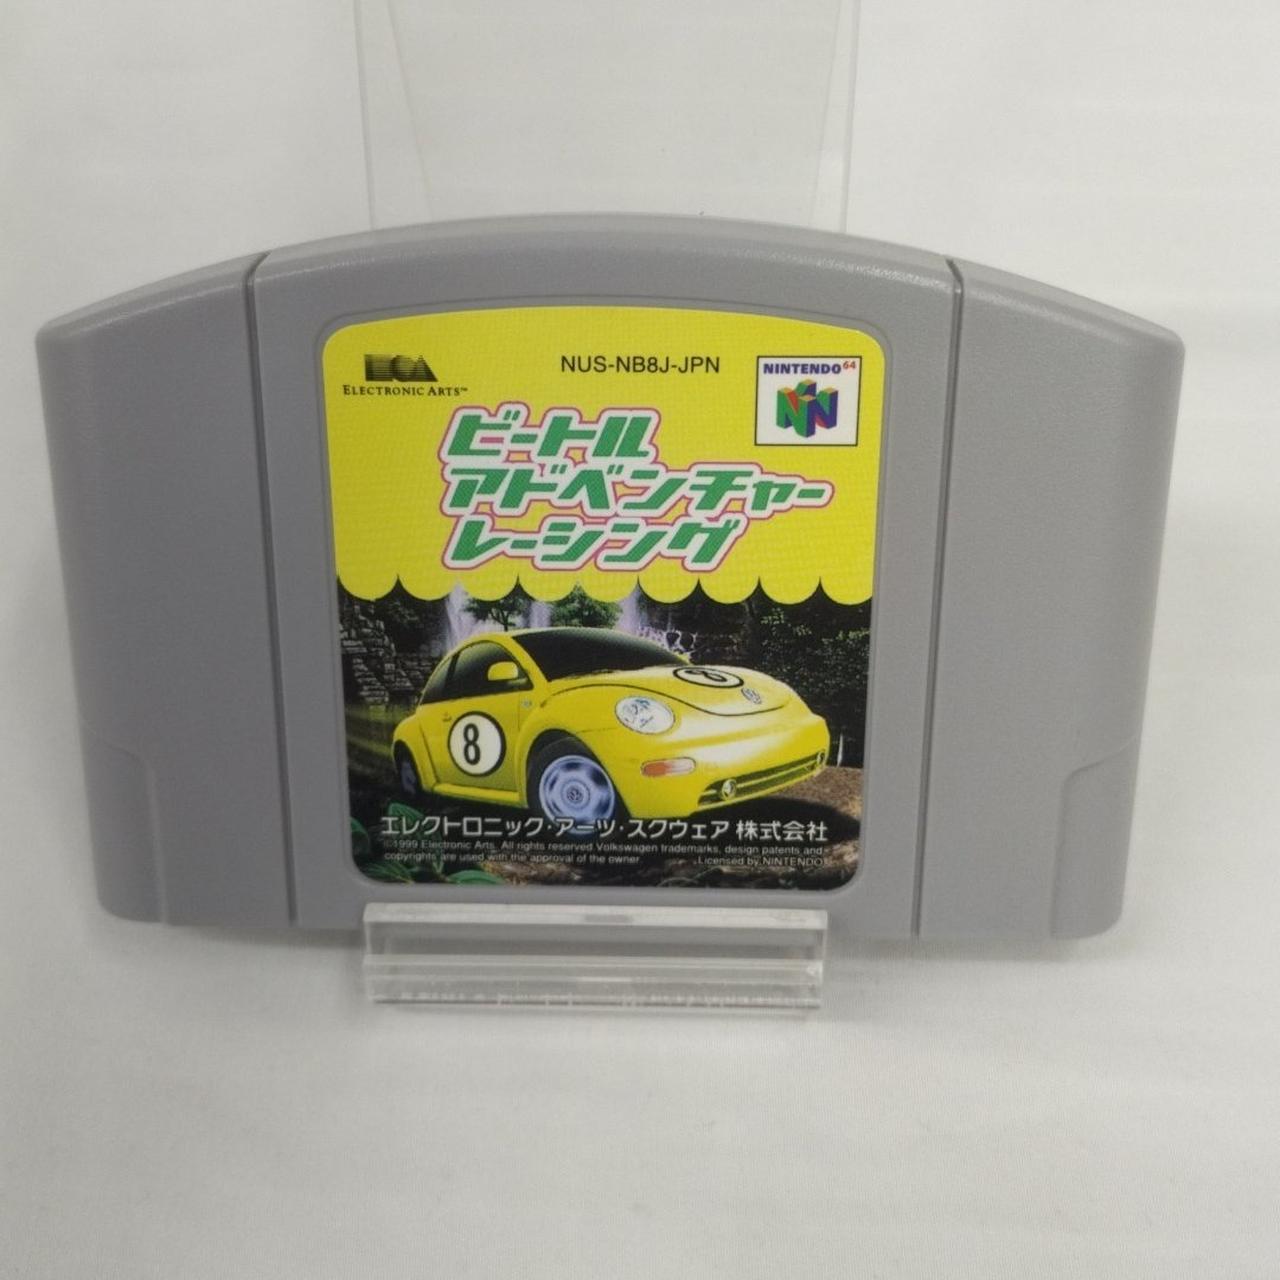 ELECTRONIC ARTS™
NUS-NB8J-JPN
NINTENDO 64
ビートル
アドベンチャー
レーシング
8
8
エレクトロニック・アーツ・スクウェア 株式会社
©1999 Electronic Arts. All rights reserved Volkswagen trademarks, design patents and
copyrights are used with the approval of the owner. Licensed by NINTENDO